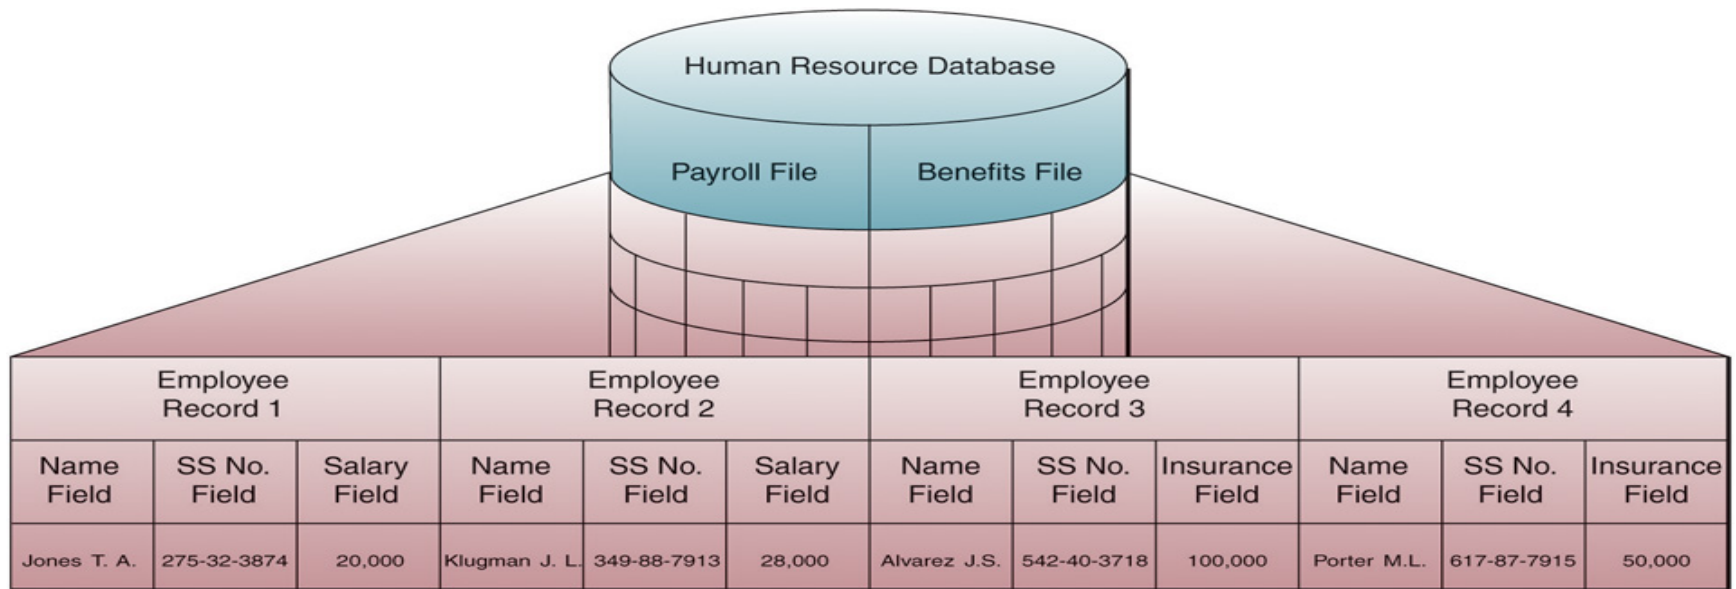 Human Resource Database
Payroll File
Benefits File
Employee
Record 1
Employee
Record 2
Employee
Record 3
Employee
Record 4
Name
Field
SS No.
Field
Salary
Field
Name
Field
SS No.
Field
Salary
Field
Name
Field
SS No.
Field
Insurance
Field
Name
Field
SS No.
Field
Insurance
Field
Jones T. A.
275-32-3874
20,000
Klugman J. L.
349-88-7913
28,000
Alvarez J.S.
542-40-3718
100,000
Porter M.L.
617-87-7915
50,000